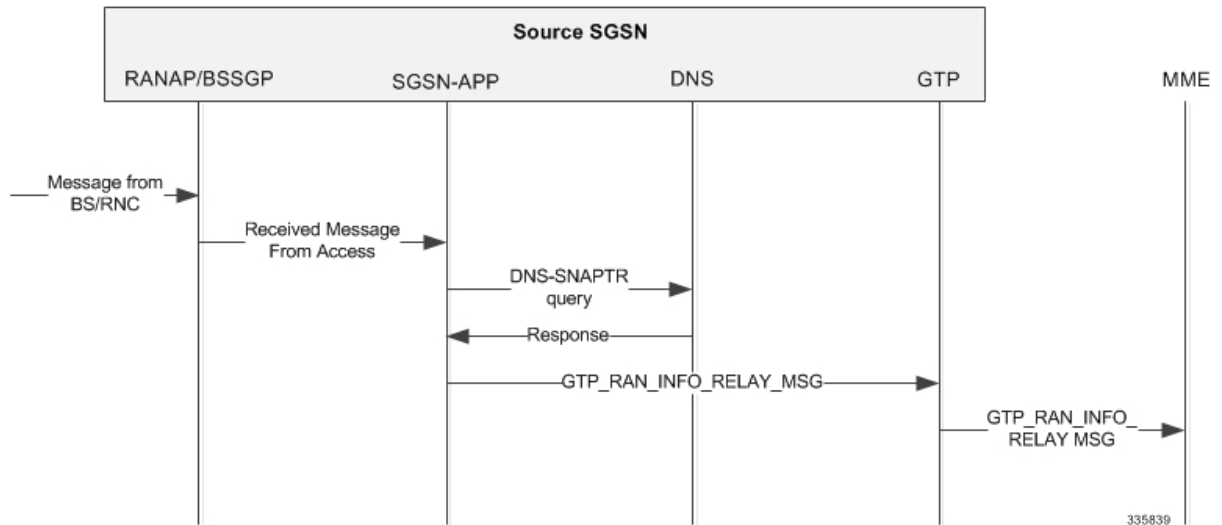 Source SGSN
RANAP/BSSGP
SGSN-APP
DNS
GTP
MME
Message from
BS/RNC
Received Message
From Access
DNS-SNAPTR
query
Response
GTP_RAN_INFO_RELAY_MSG
GTP_RAN_INFO_
RELAY MSG
335839